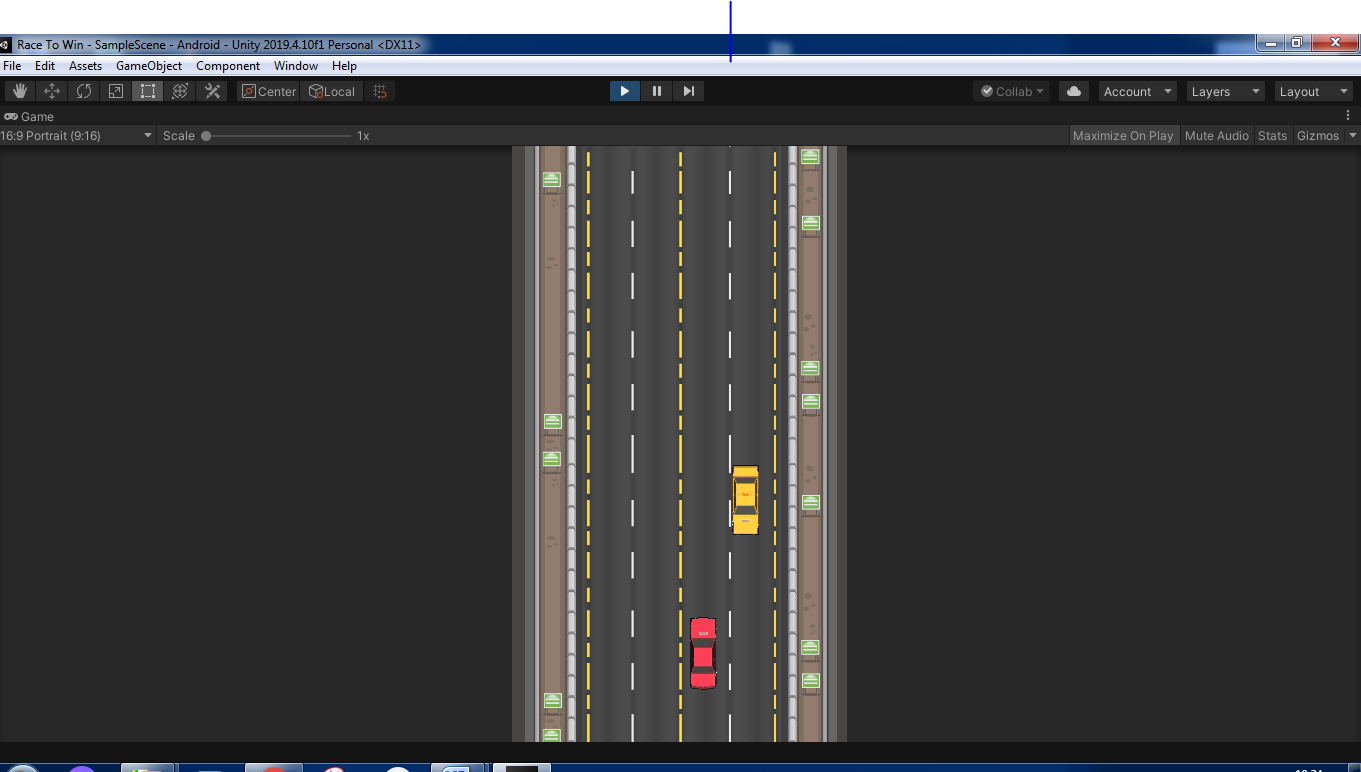 Race To Win - SampleScene - Android - Unity 2019.4.10f1 Personal <DX11>
File Edit Assets GameObject Component Window Help
Center Local Collab Account Layers Layout
Game
16:9 Portrait (9:16) Scale 1x Maximize On Play Mute Audio Stats Gizmos